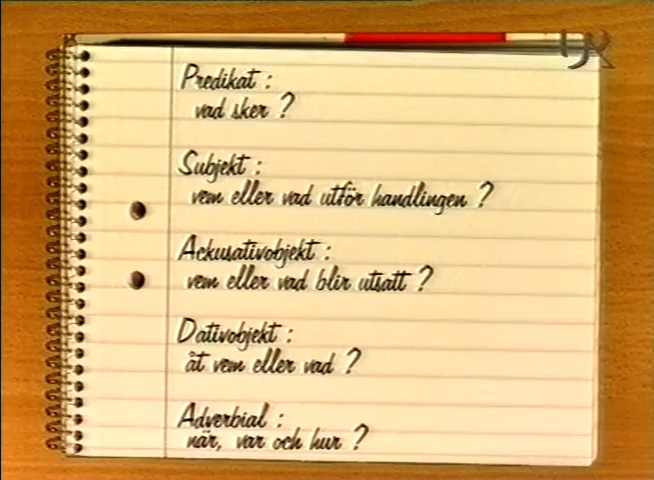 UR
Predikat :
vad sker ?
Subjekt :
vem eller vad utför handlingen ?
Ackusativobjekt :
vem eller vad blir utsatt ?
Dativobjekt :
åt vem eller vad ?
Adverbial :
när, var och hur ?